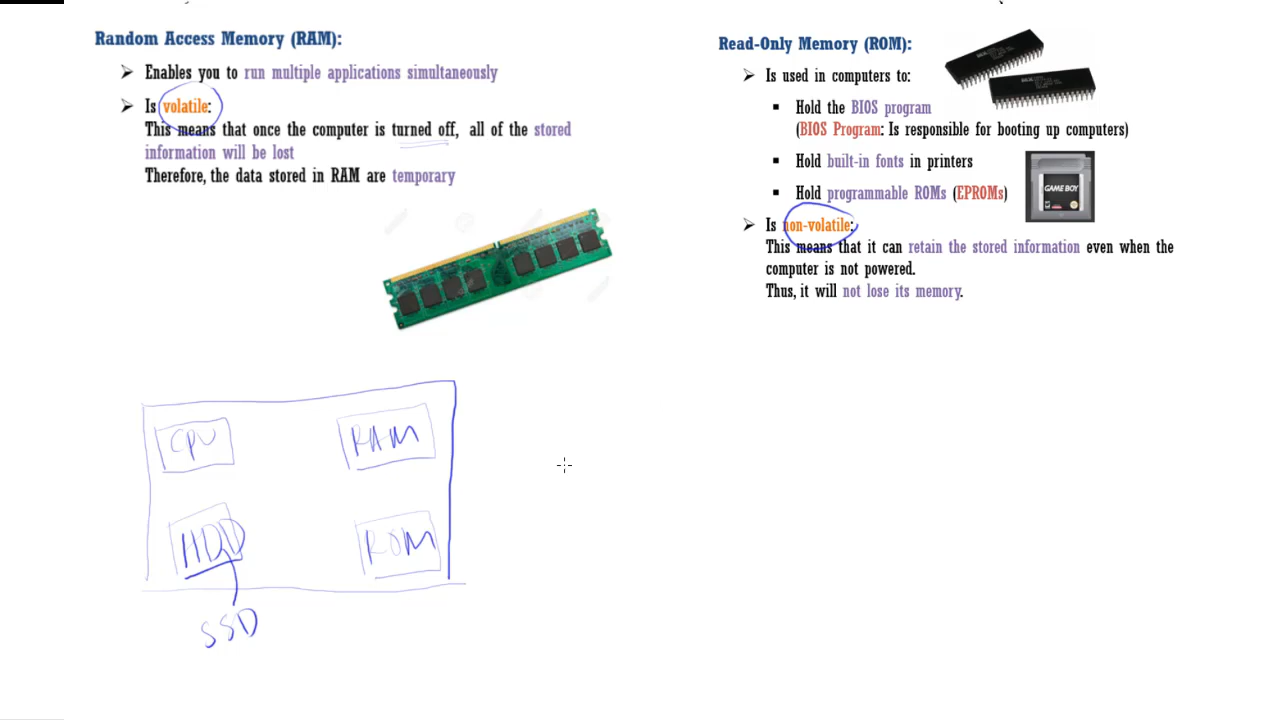 Random Access Memory (RAM):
Enables you to run multiple applications simultaneously
Is volatile:
This means that once the computer is turned off, all of the stored
information will be lost
Therefore, the data stored in RAM are temporary
Read-Only Memory (ROM):
Is used in computers to:
Hold the BIOS program
(BIOS Program: Is responsible for booting up computers)
Hold built-in fonts in printers
Hold programmable ROMs (EPROMs)
GAME BOY
Is non-volatile:
This means that it can retain the stored information even when the
computer is not powered.
Thus, it will not lose its memory.
CPU
RAM
HDD
ROM
SSD